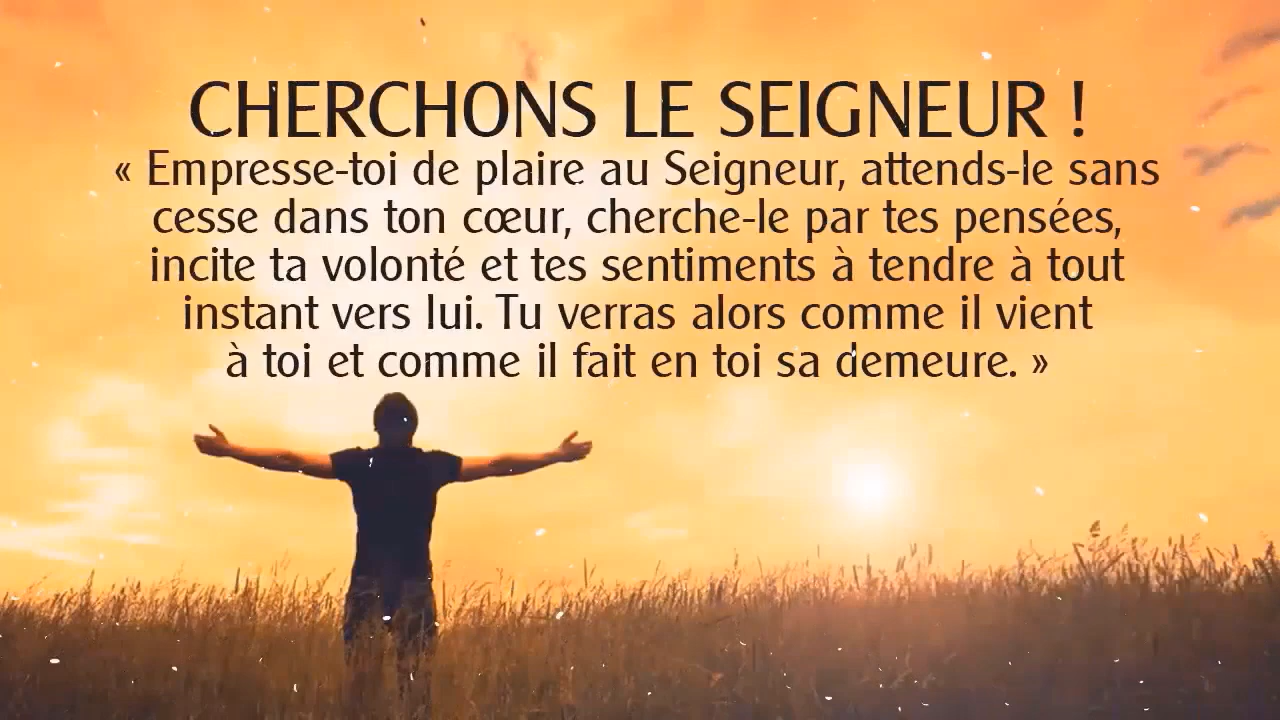 CHERCHONS LE SEIGNEUR !
« Empresse-toi de plaire au Seigneur, attends-le sans
cesse dans ton cœur, cherche-le par tes pensées,
incite ta volonté et tes sentiments à tendre à tout
instant vers lui. Tu verras alors comme il vient
à toi et comme il fait en toi sa demeure. »